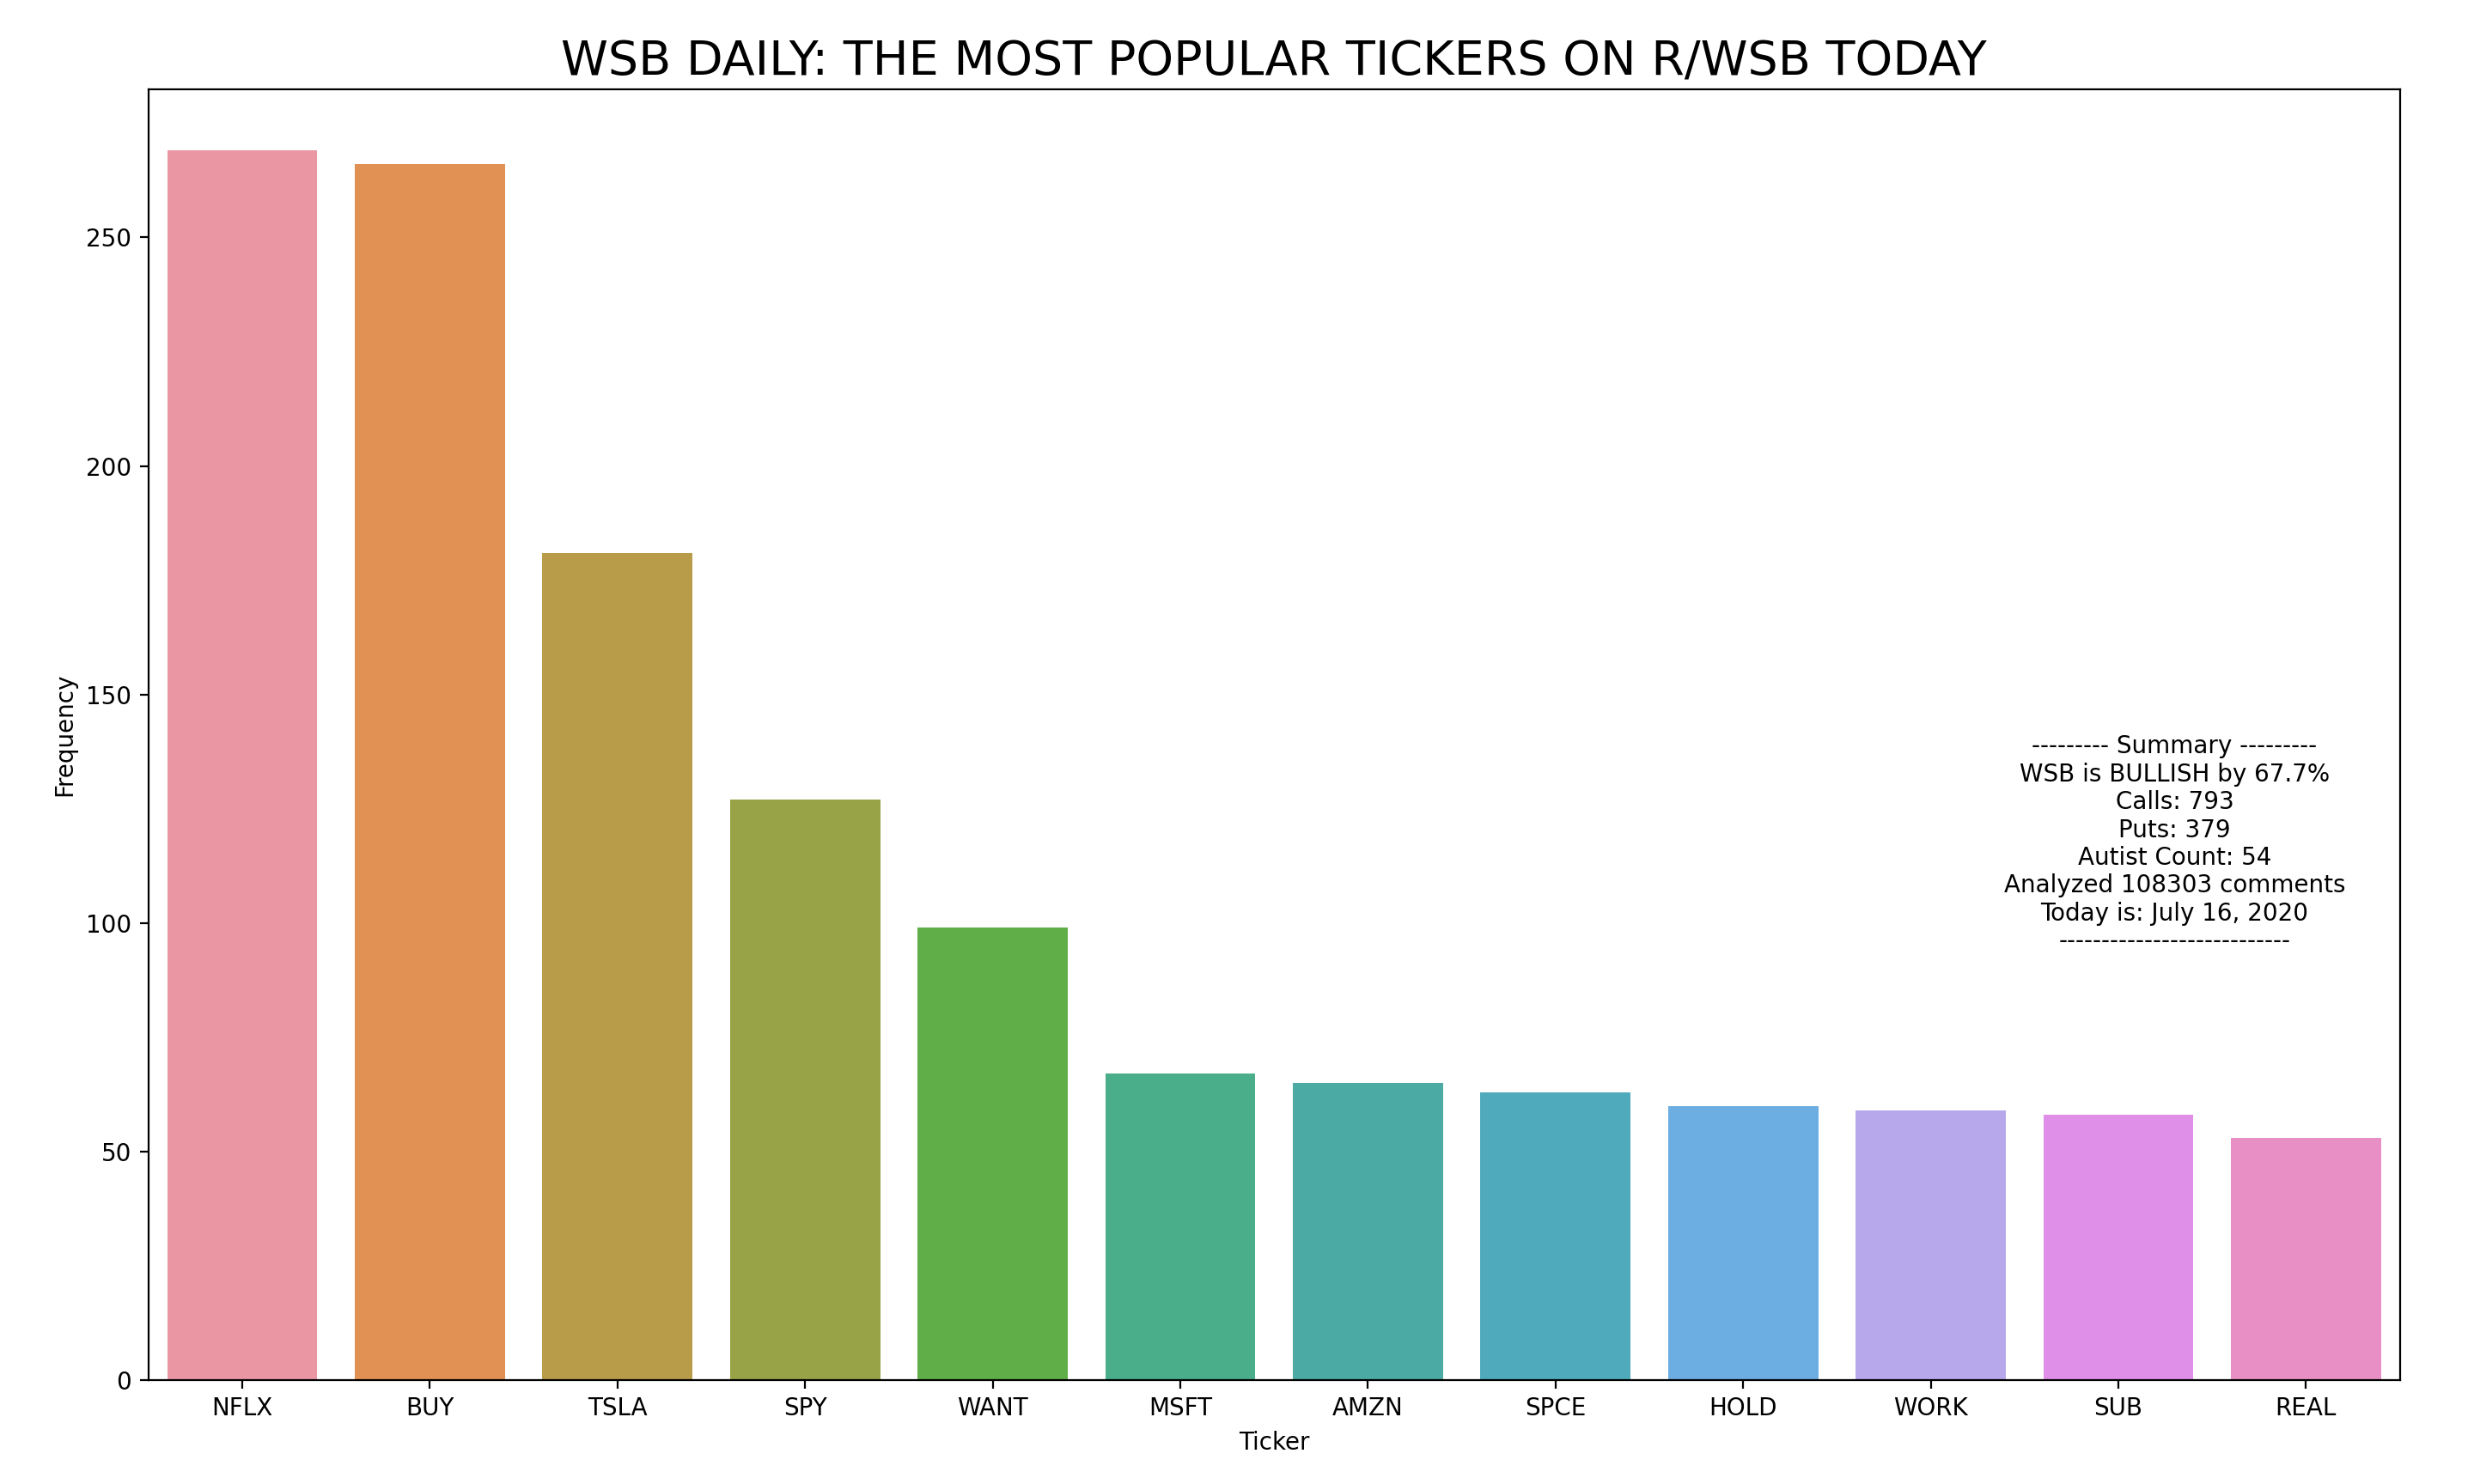 WSB DAILY: THE MOST POPULAR TICKERS ON R/WSB TODAY
Frequency
250
200
150
100
50
0
--------- Summary ---------
WSB is BULLISH by 67.7%
Calls: 793
Puts: 379
Autist Count: 54
Analyzed 108303 comments
Today is: July 16, 2020
---------------------------
NFLX BUY TSLA SPY WANT MSFT AMZN SPCE HOLD WORK SUB REAL
Ticker